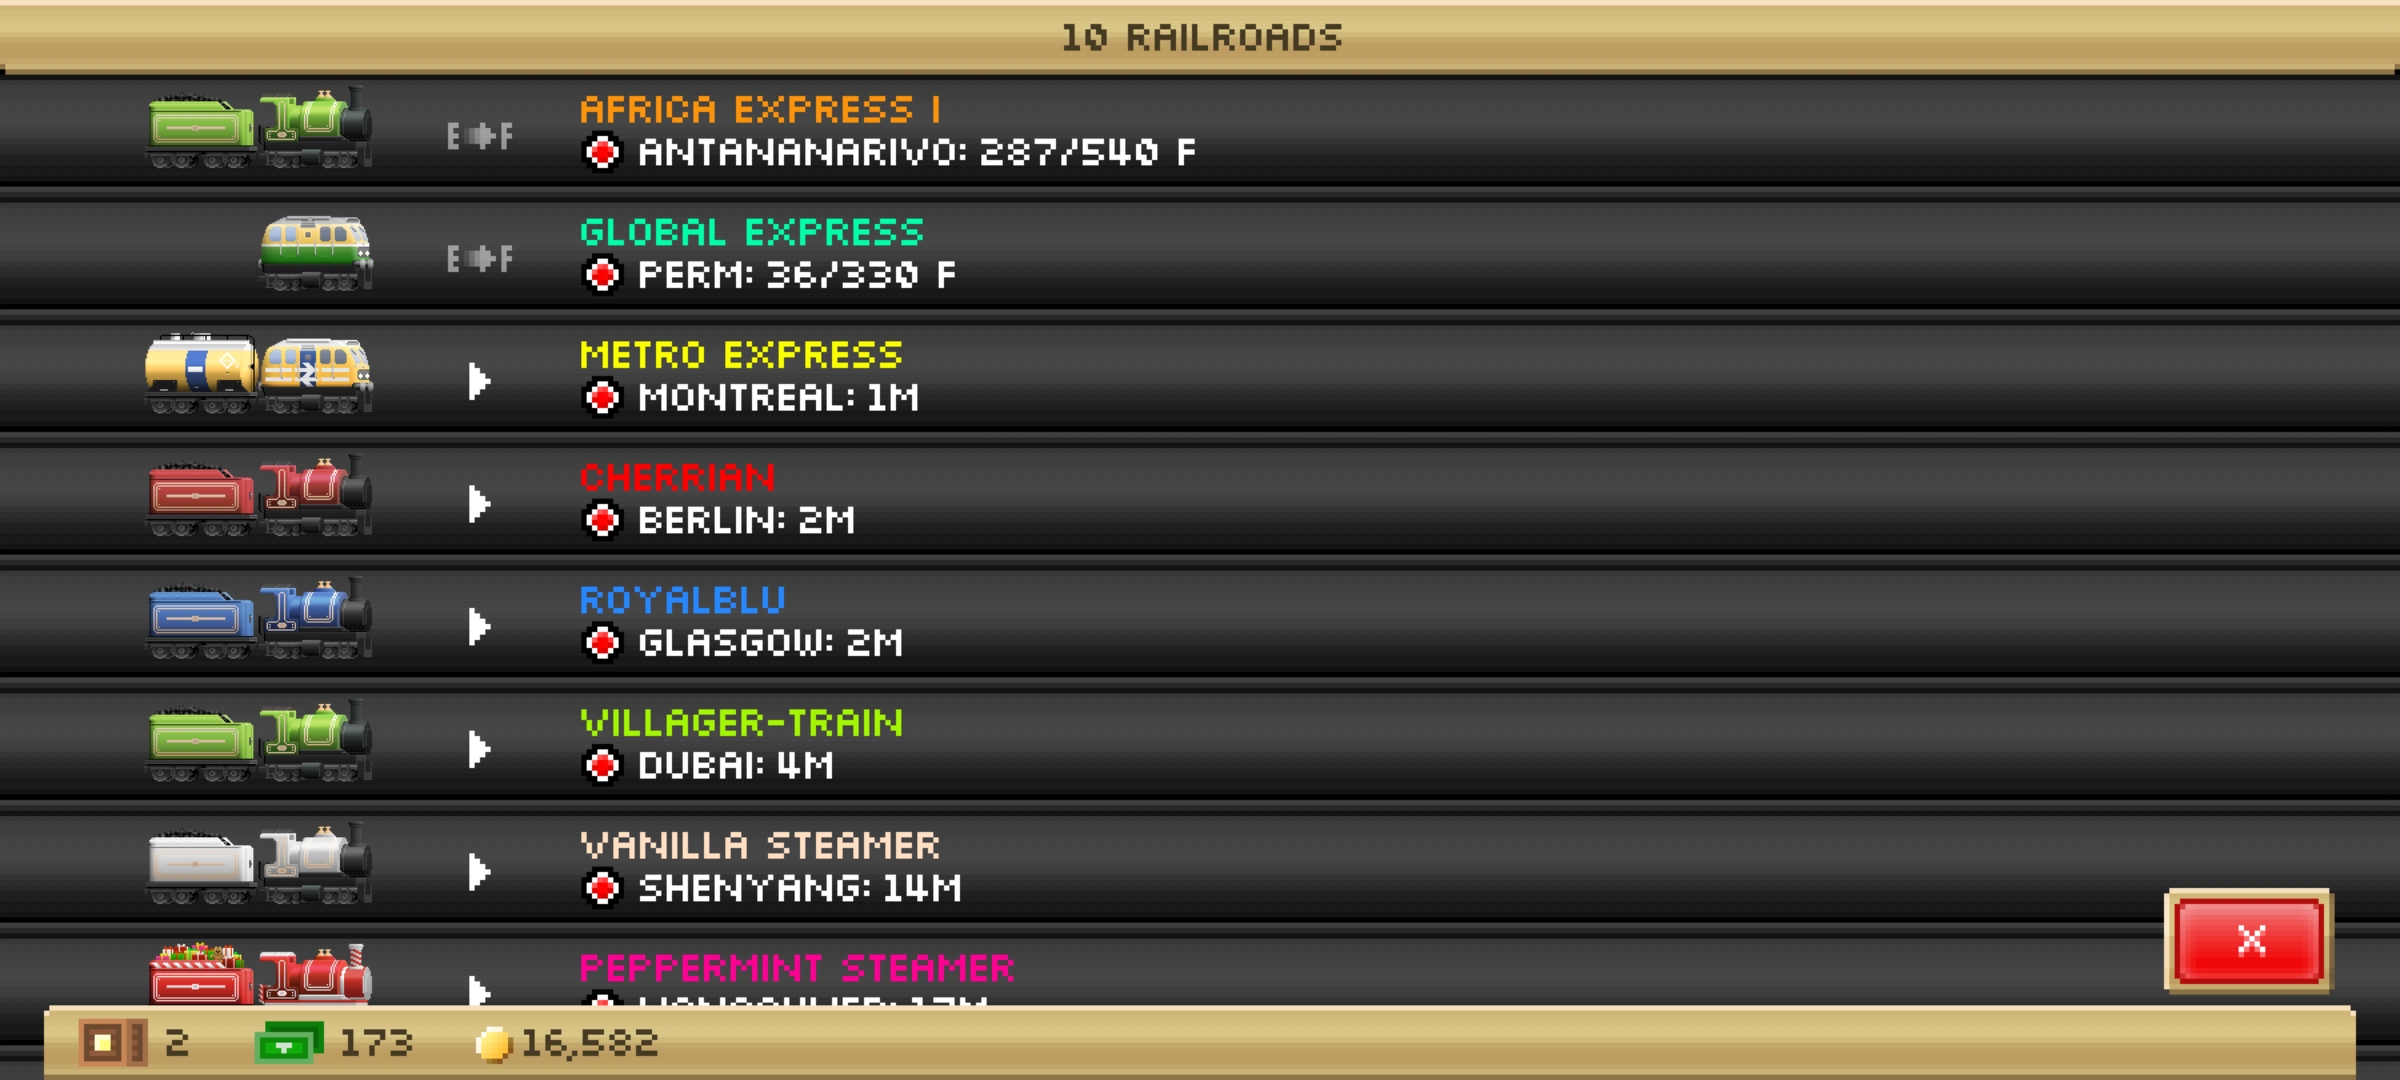 10 RAILROADS
AFRICA EXPRESS I
E F
ANTANANARIVO: 287/540 F
GLOBAL EXPRESS
E F
PERM: 36/330 F
METRO EXPRESS
MONTREAL: 1M
CHERRIAN
BERLIN: 2M
ROYALBLU
GLASGOW: 2M
VILLAGER-TRAIN
DUBAI: 4M
VANILLA STEAMER
SHENYANG: 14M
PEPPERMINT STEAMER
X
2 173 16,582